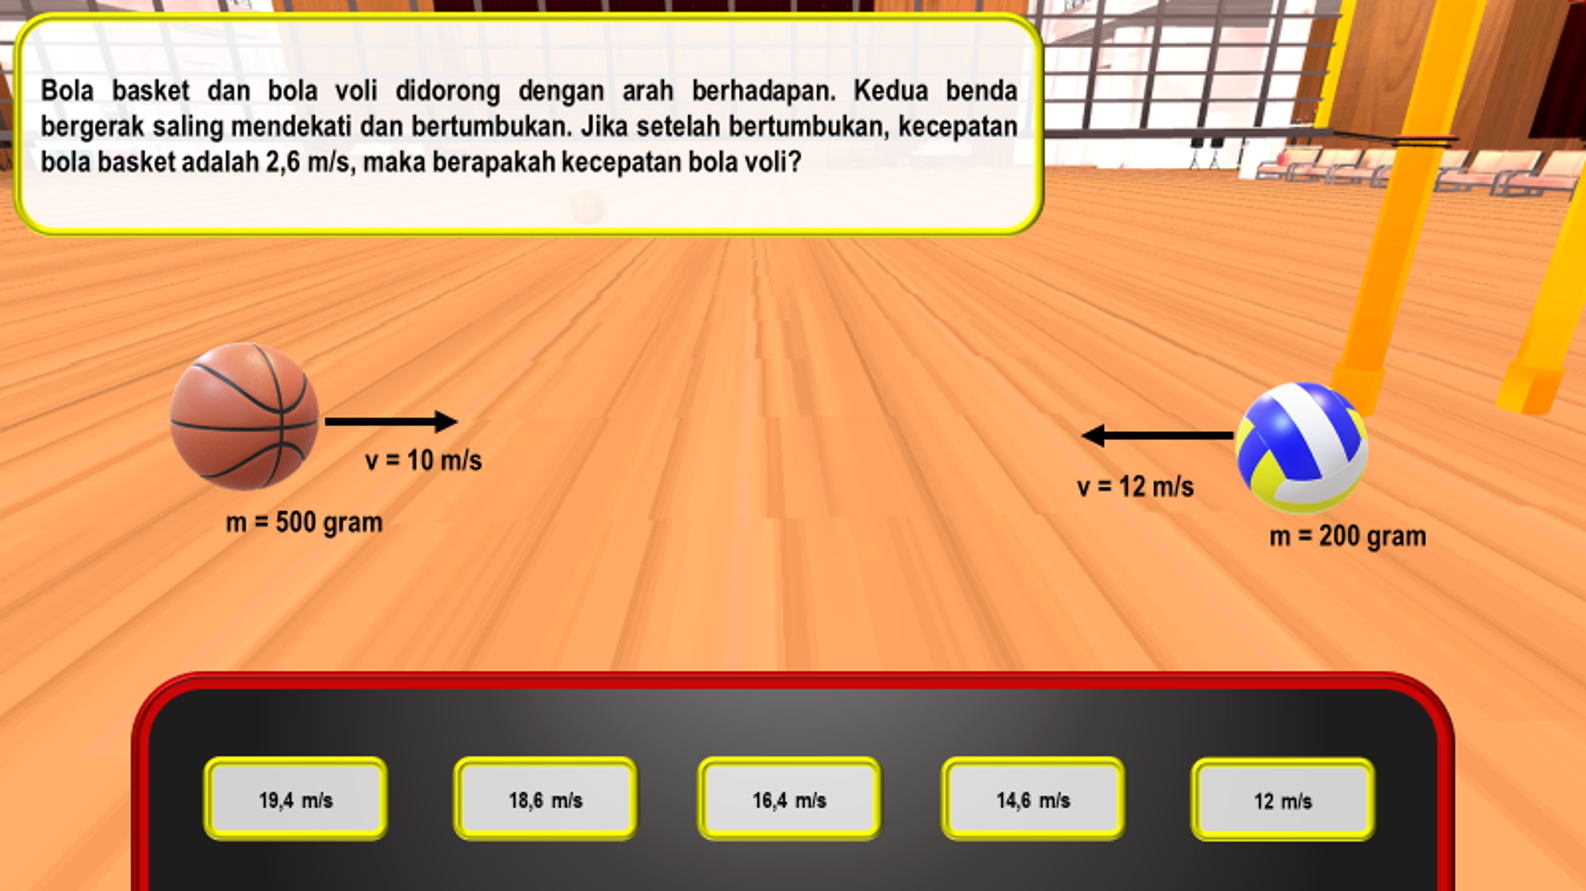 Bola basket dan bola voli didorong dengan arah berhadapan. Kedua benda
bergerak saling mendekati dan bertumbukan. Jika setelah bertumbukan, kecepatan
bola basket adalah 2,6 m/s, maka berapakah kecepatan bola voli?
v = 10 m/s
v = 12 m/s
m = 500 gram
m = 200 gram
19,4 m/s
18,6 m/s
16,4 m/s
14,6 m/s
12 m/s